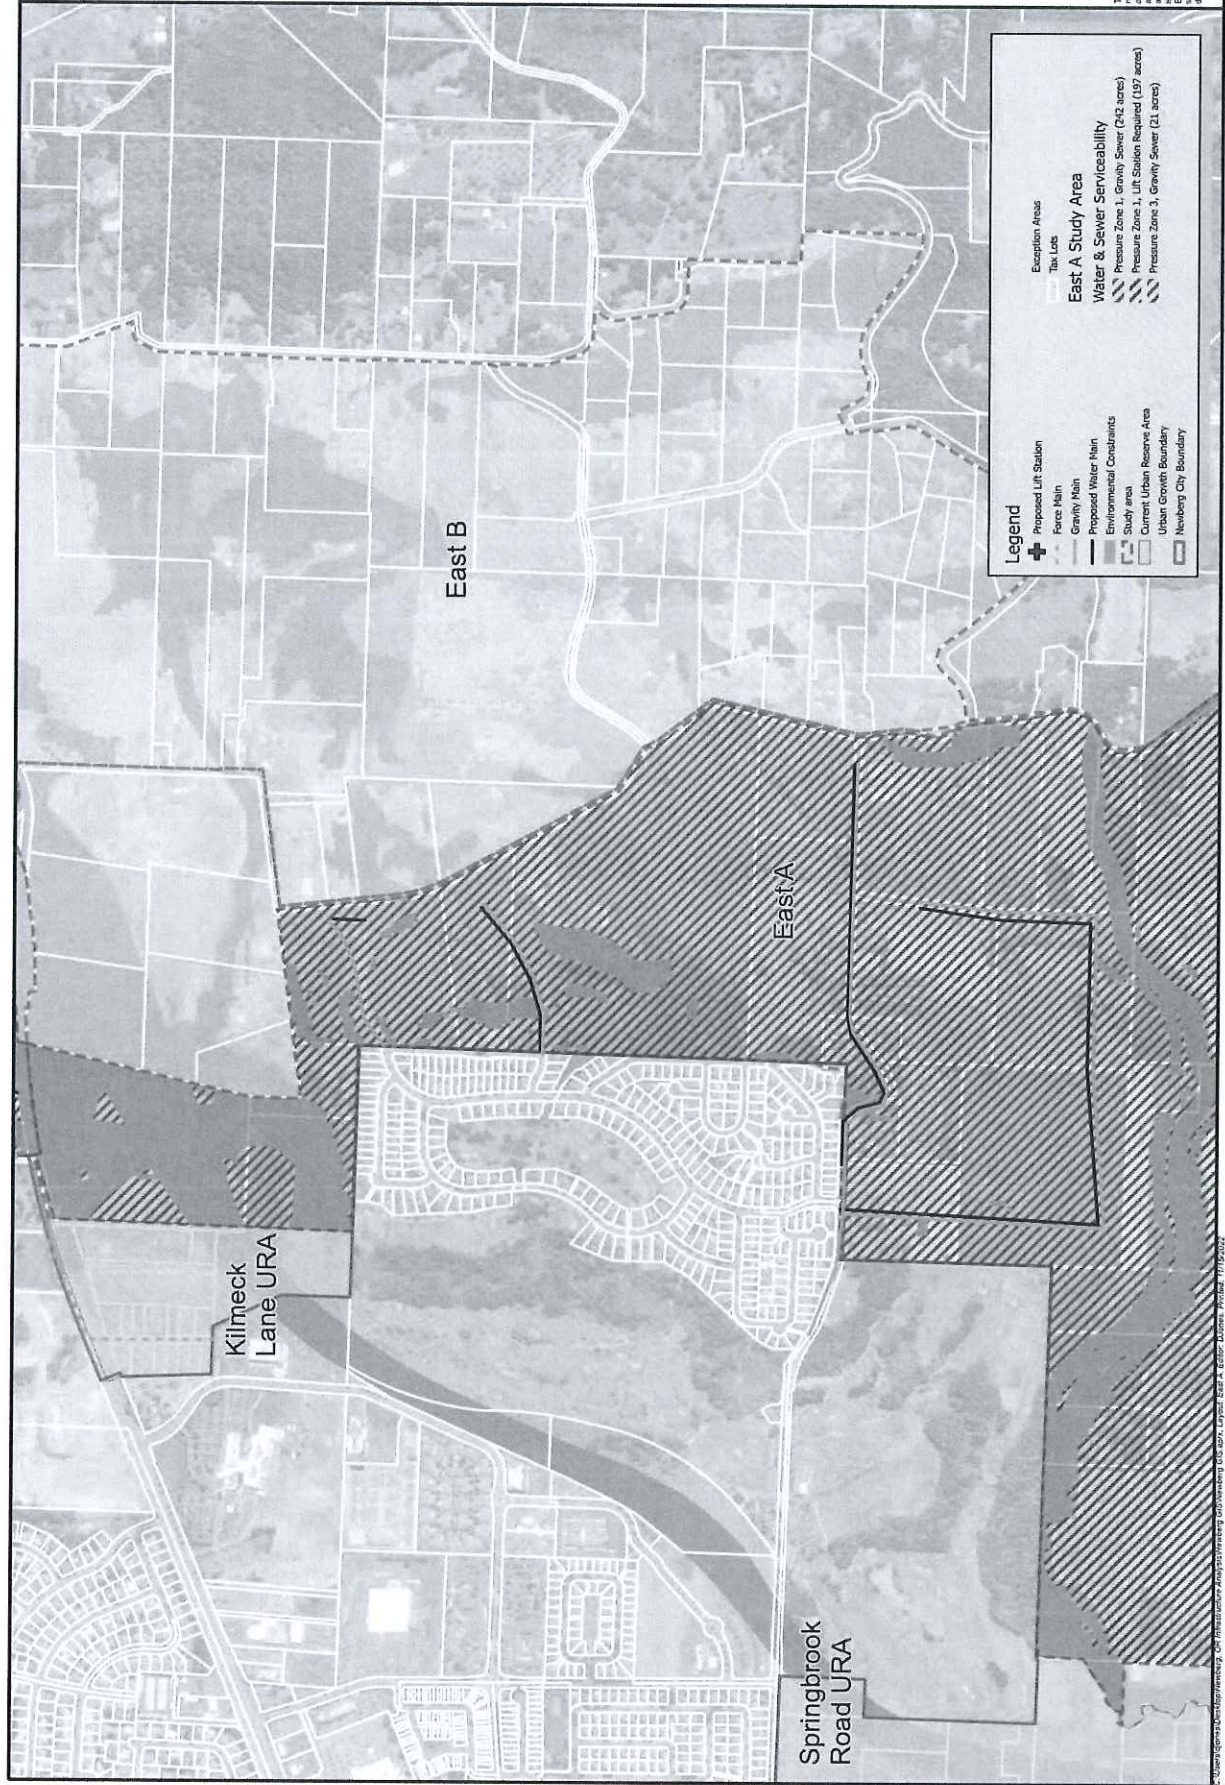 East B
East A
Kilmeck
Lane URA
Springbrook
Road URA
Legend
Proposed Lift Station
Force Main
Gravity Main
Proposed Water Main
Environmental Constraints
Study area
Current Urban Reserve Area
Urban Growth Boundary
Newberg City Boundary
Exception Areas
Tax Lots
East A Study Area
Water & Sewer Serviceability
Pressure Zone 1, Gravity Sewer (242 acres)
Pressure Zone 1, Lift Station Required (197 acres)
Pressure Zone 3, Gravity Sewer (21 acres)